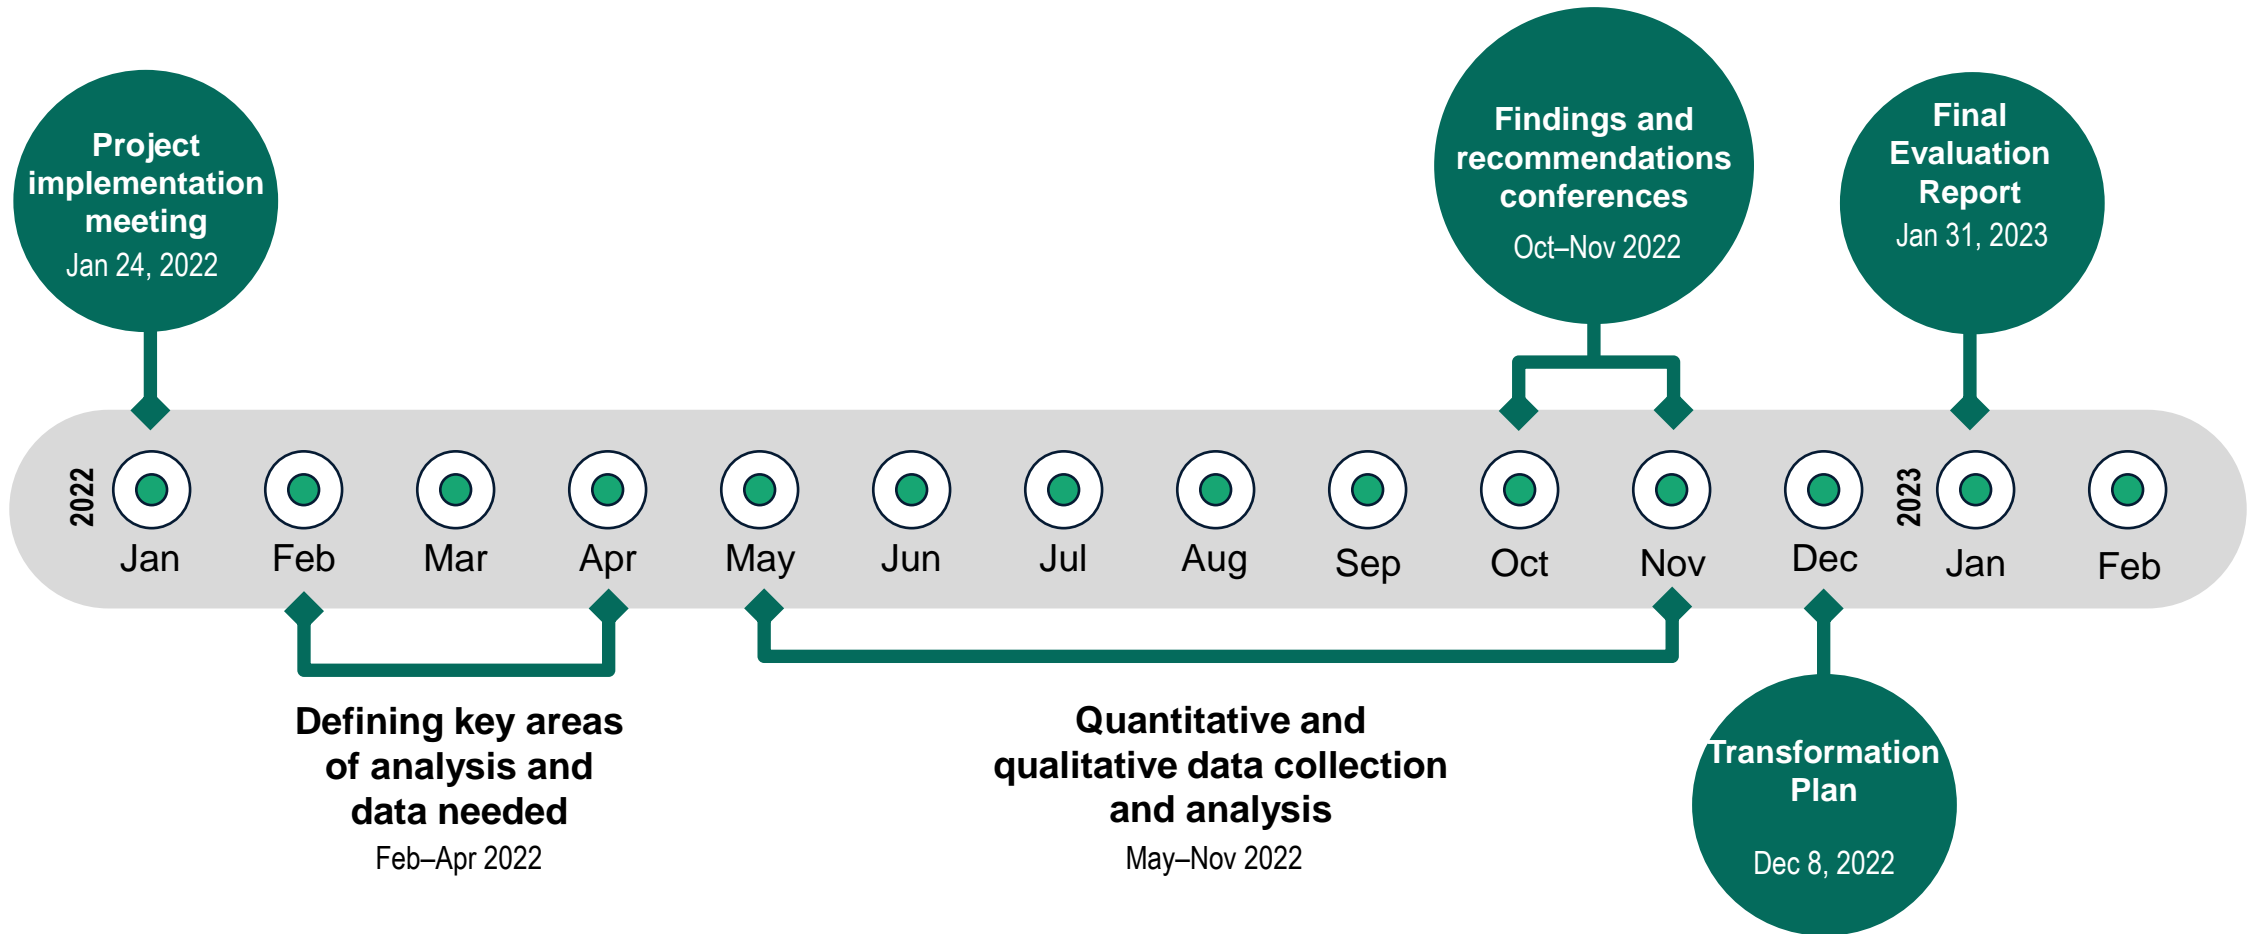 Project
implementation
meeting
Jan 24, 2022
Findings and
recommendations
conferences
Oct–Nov 2022
Final
Evaluation
Report
Jan 31, 2023
2022
Jan
Feb
Mar
Apr
May
Jun
Jul
Aug
Sep
Oct
Nov
Dec
2023
Jan
Feb
Defining key areas
of analysis and
data needed
Feb–Apr 2022
Quantitative and
qualitative data collection
and analysis
May–Nov 2022
Transformation
Plan
Dec 8, 2022